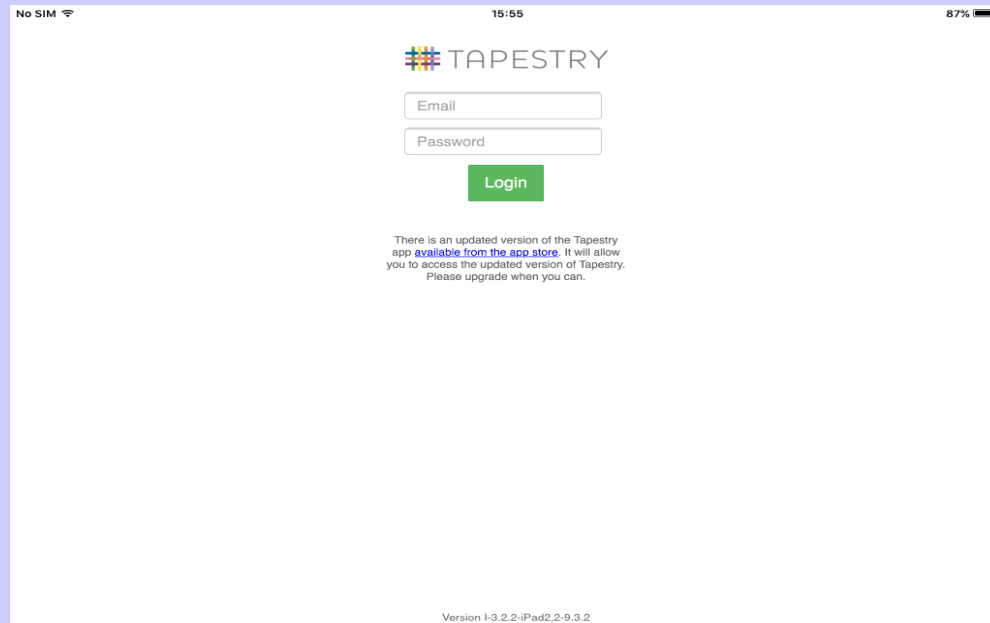 No SIM 15:55 87%
TAPESTRY
Email
Password
Login
There is an updated version of the Tapestry
app available from the app store. It will allow
you to access the updated version of Tapestry.
Please upgrade when you can.
Version I-3.2.2-iPad2,2-9.3.2